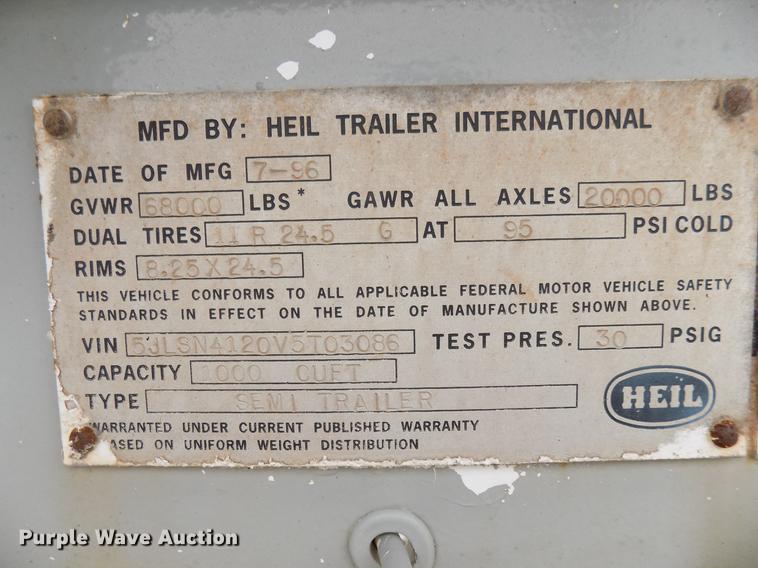 MFD BY: HEIL TRAILER INTERNATIONAL
DATE OF MFG 7-96
GVWR 68000 LBS* GAWR ALL AXLES 20000 LBS
DUAL TIRES 11 R 24.5 G AT 95 PSI COLD
RIMS 8.25X24.5
THIS VEHICLE CONFORMS TO ALL APPLICABLE FEDERAL MOTOR VEHICLE SAFETY
STANDARDS IN EFFECT ON THE DATE OF MANUFACTURE SHOWN ABOVE.
VIN 5JLSN4120V5T03086 TEST PRES. 30 PSIG
CAPACITY 1000 CUFT
TYPE SEMI TRAILER
HEIL
WARRANTED UNDER CURRENT PUBLISHED WARRANTY
BASED ON UNIFORM WEIGHT DISTRIBUTION
Purple Wave Auction